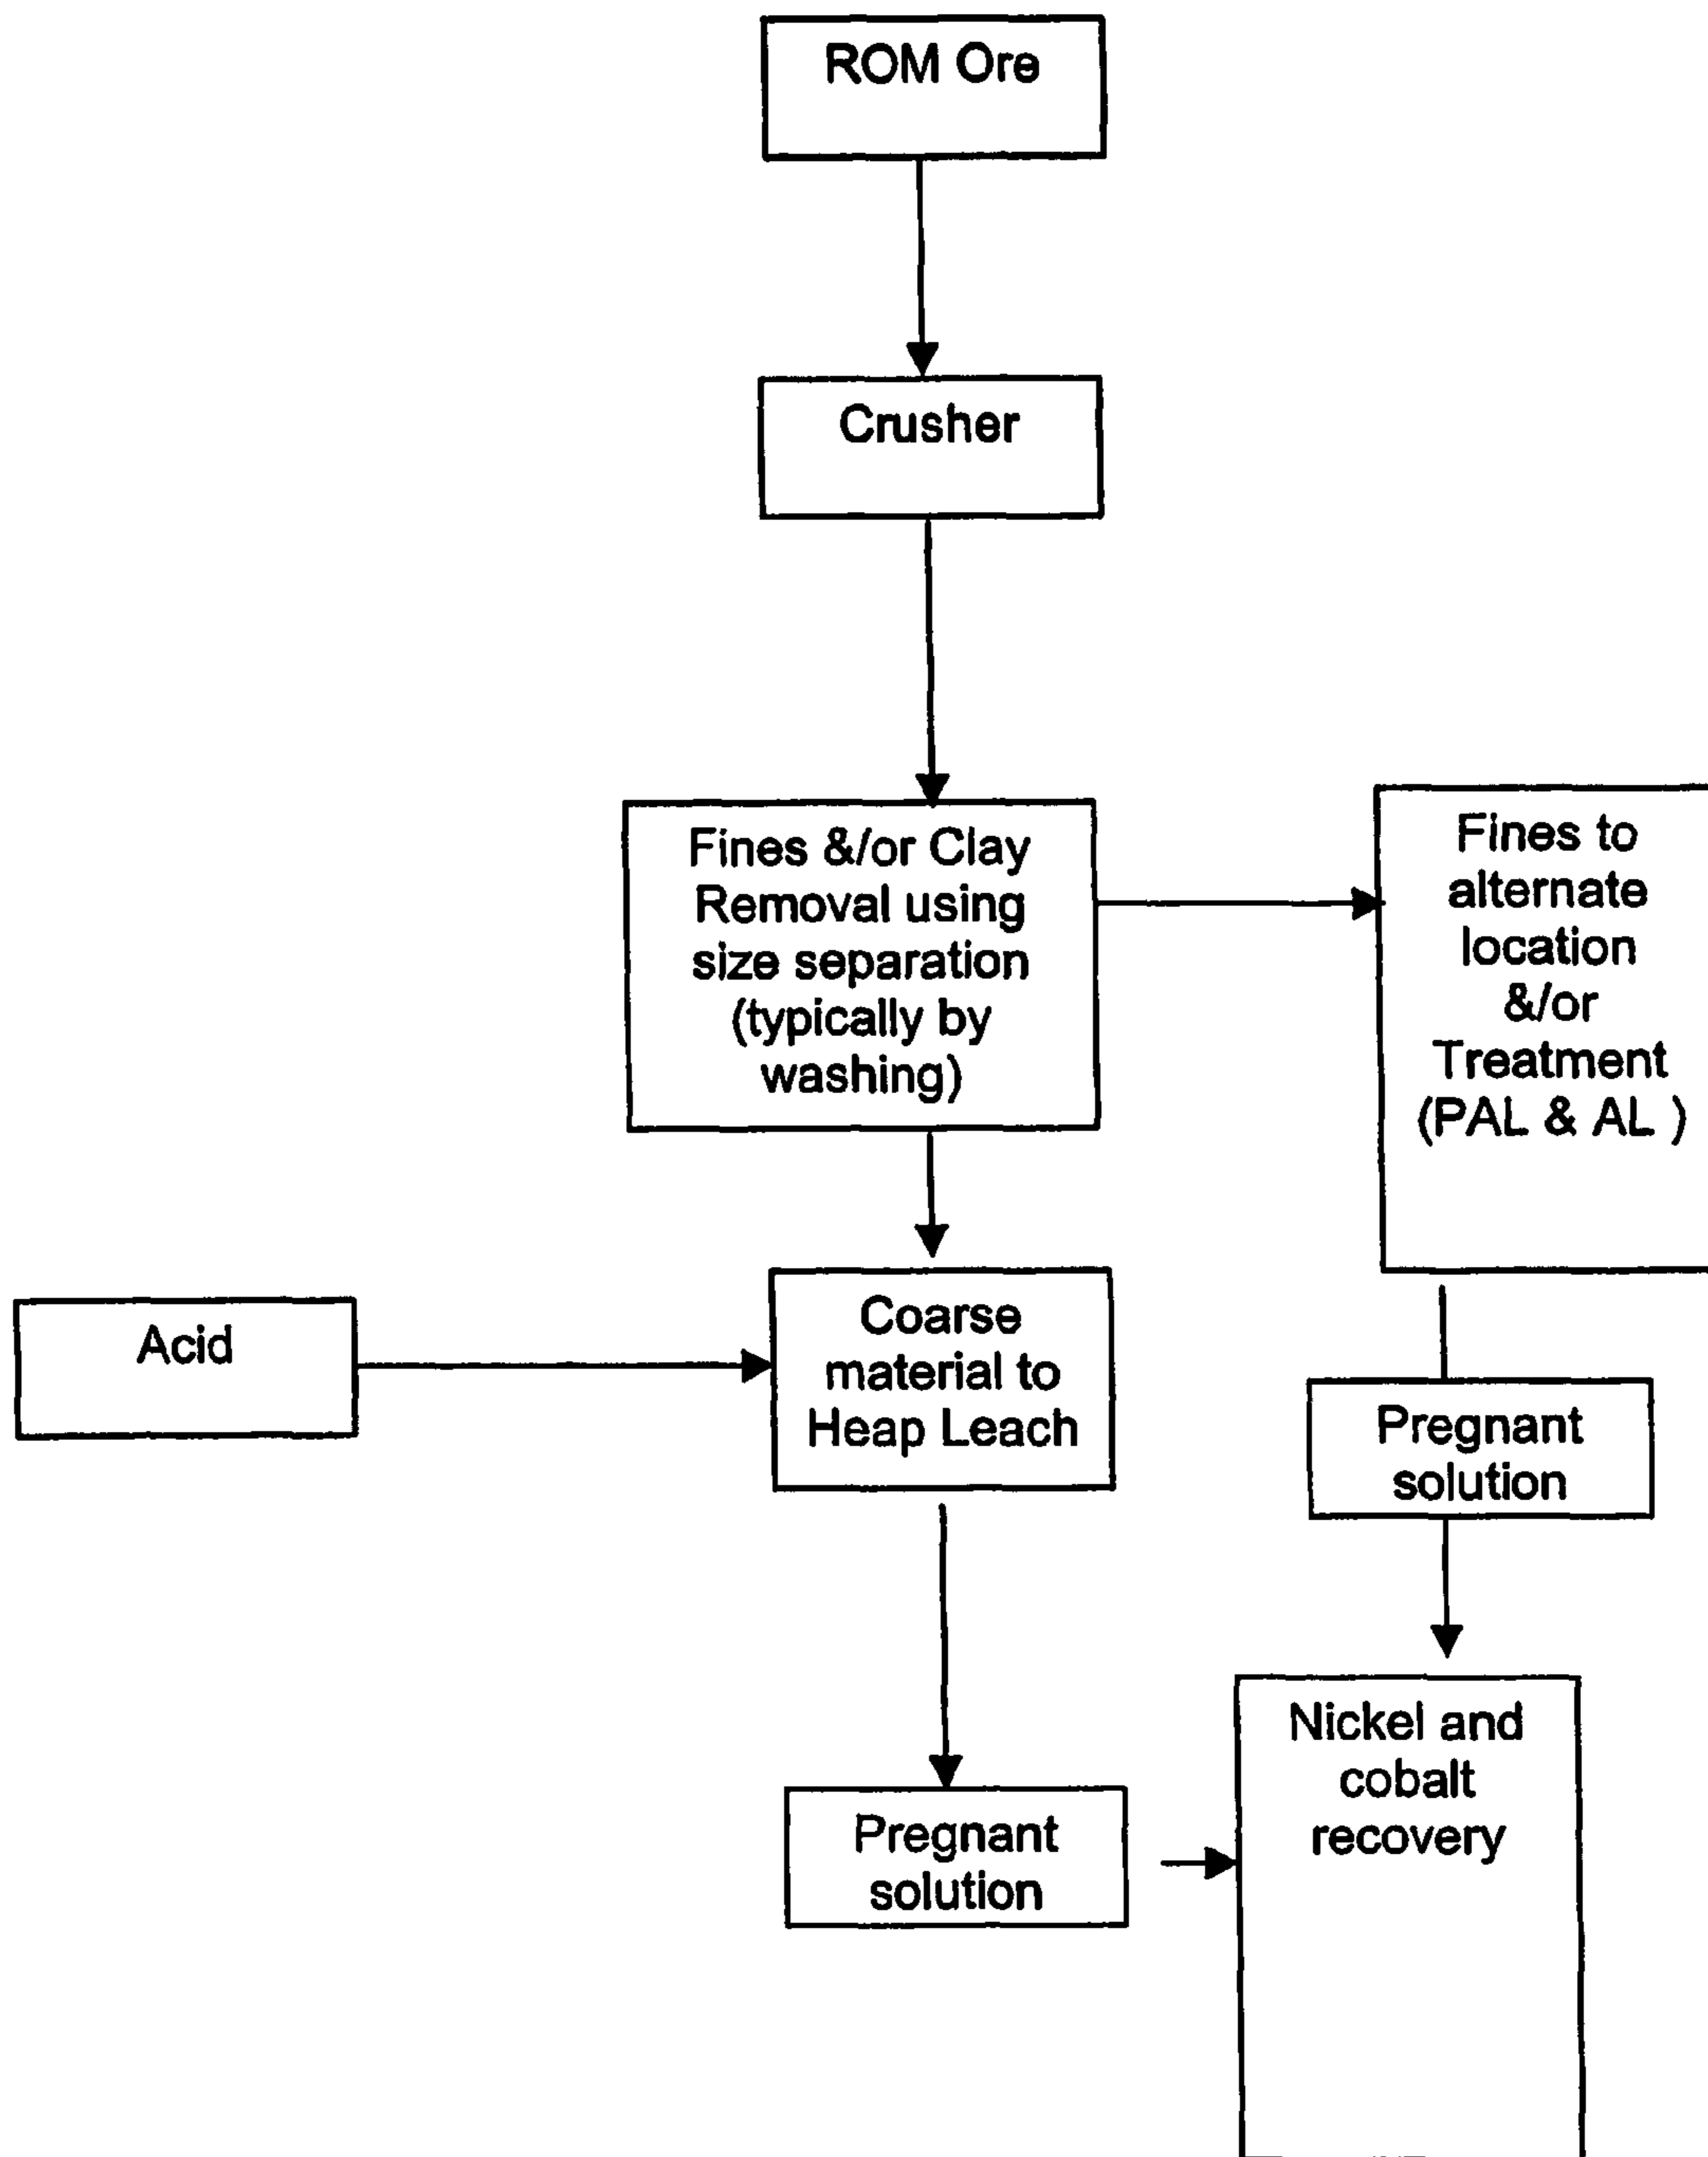 ROM Ore
Crusher
Fines &/or Clay
Removal using
size separation
(typically by
washing)
Fines to
alternate
location
&/or
Treatment
(PAL & AL )
Acid
Coarse
material to
Heap Leach
Pregnant
solution
Pregnant
solution
Nickel and
cobalt
recovery